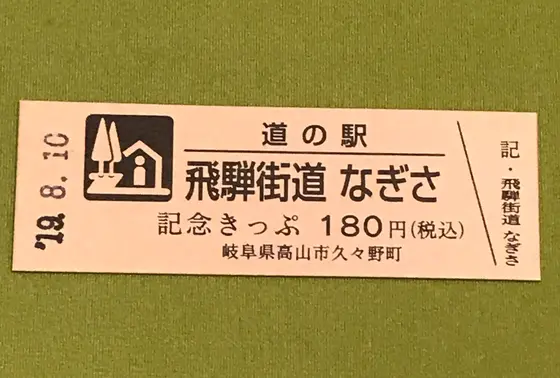 '19. 8. 10
道の駅
飛騨街道 なぎさ
記念きっぷ 180円(税込)
岐阜県高山市久々野町
記・飛騨街道 なぎさ